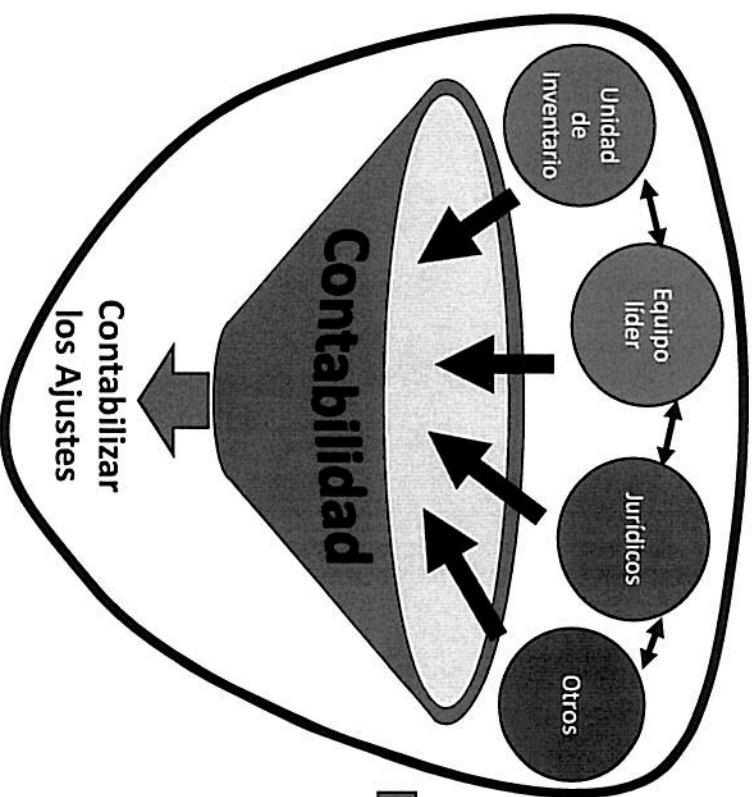 Unidad
de
Inventario
Equipo
líder
Jurídicos
Otros
Contabilidad
Contabilizar
los Ajustes